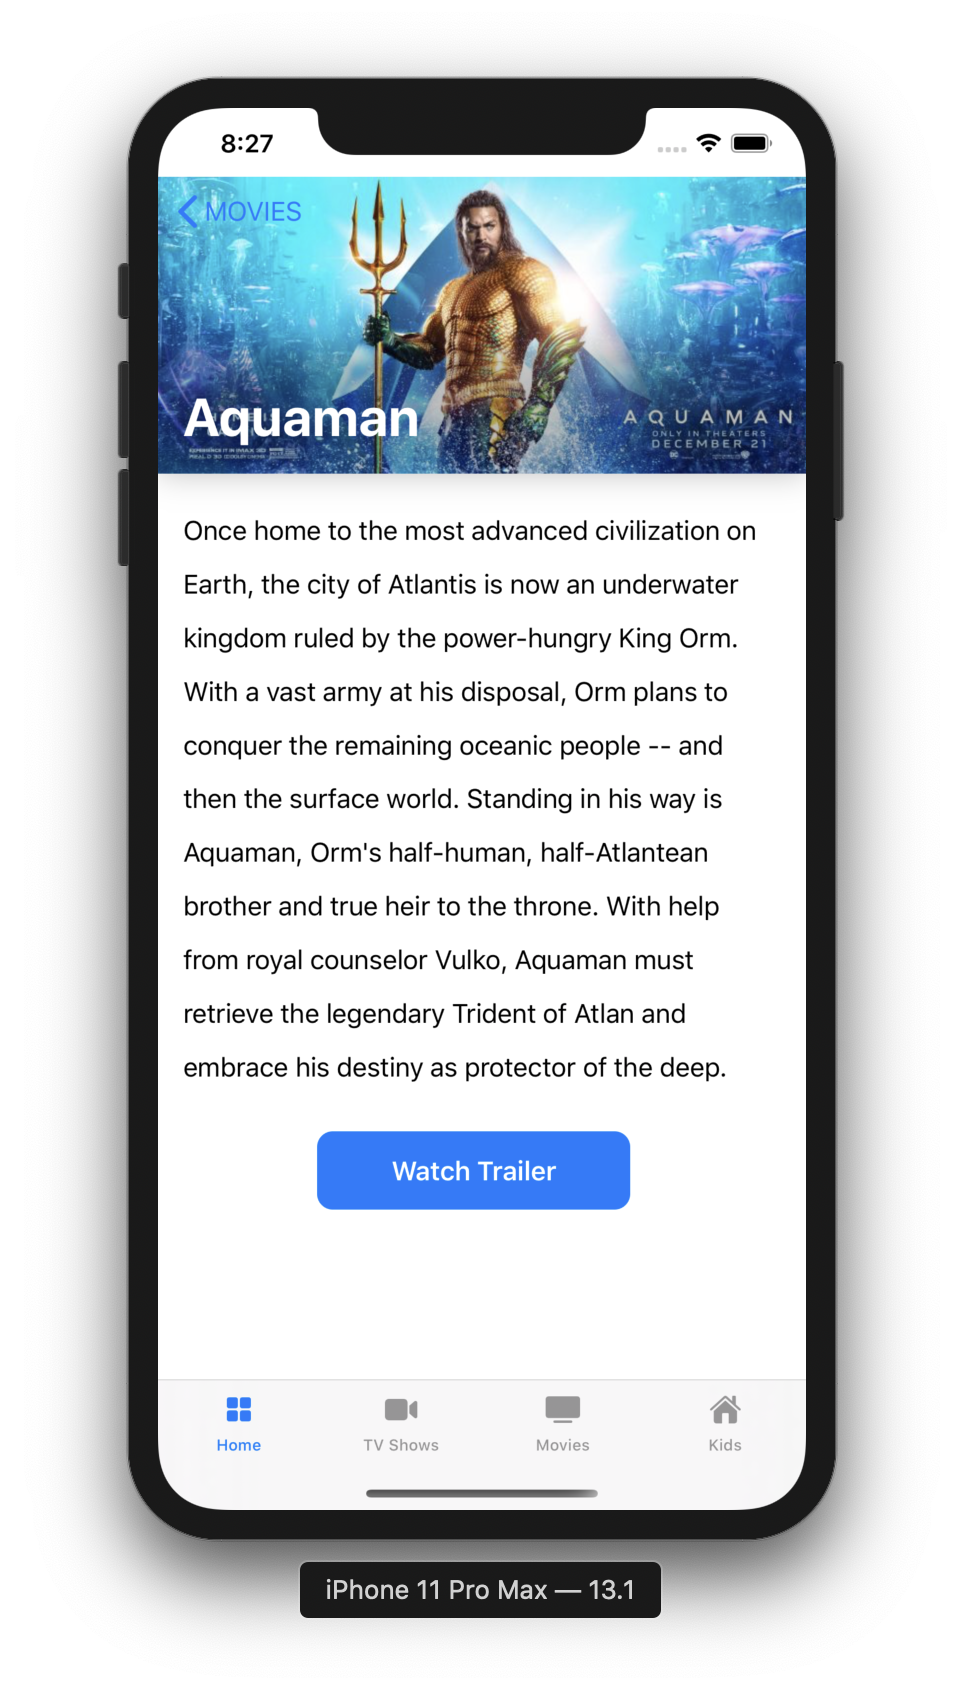 8:27
MOVIES
Aquaman
AQUAMAN
ONLY IN THEATERS
DECEMBER 21
EXPERIENCE IT IN IMAX 3D
Once home to the most advanced civilization on
Earth, the city of Atlantis is now an underwater
kingdom ruled by the power-hungry King Orm.
With a vast army at his disposal, Orm plans to
conquer the remaining oceanic people -- and
then the surface world. Standing in his way is
Aquaman, Orm's half-human, half-Atlantean
brother and true heir to the throne. With help
from royal counselor Vulko, Aquaman must
retrieve the legendary Trident of Atlan and
embrace his destiny as protector of the deep.
Watch Trailer
Home TV Shows Movies Kids
iPhone 11 Pro Max — 13.1